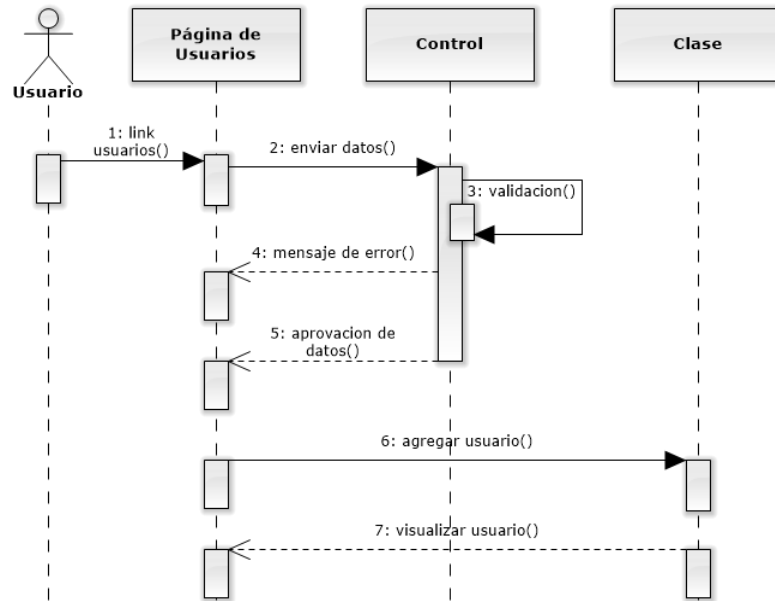 Usuario
Página de
Usuarios
Control
Clase
1: link
usuarios()
2: enviar datos()
3: validacion()
4: mensaje de error()
5: aprovacion de
datos()
6: agregar usuario()
7: visualizar usuario()